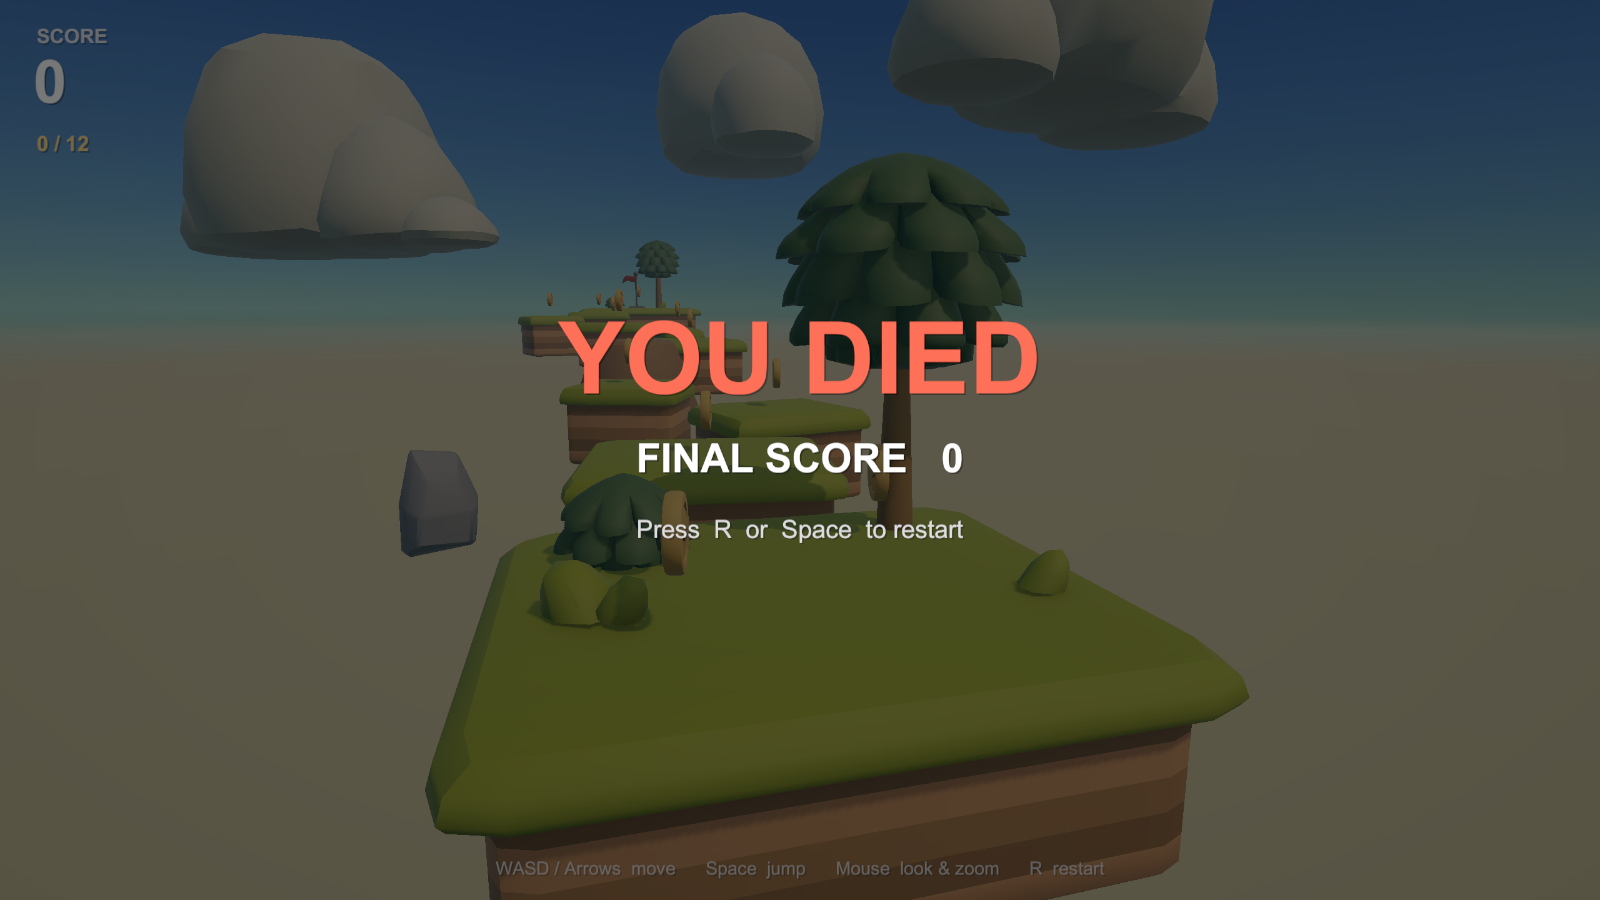 SCORE
0
0 / 12
YOU DIED
FINAL SCORE 0
Press R or Space to restart
WASD / Arrows move Space jump Mouse look & zoom R restart